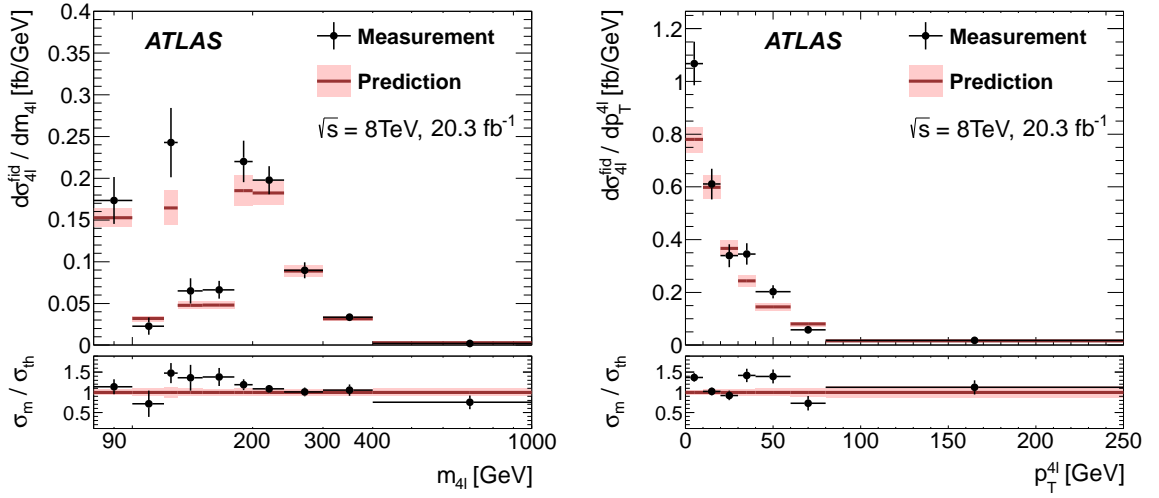 dσ^fid_4l / dm_4l [fb/GeV]
0.4
0.35
0.3
0.25
0.2
0.15
0.1
0.05
0
ATLAS
Measurement
Prediction
√s = 8TeV, 20.3 fb⁻¹
σ_m / σ_th
1.5
1
0.5
90 200 300 400 1000
m_4l [GeV]
dσ^fid_4l / dp_T^4l [fb/GeV]
1.2
1
0.8
0.6
0.4
0.2
0
ATLAS
Measurement
Prediction
√s = 8TeV, 20.3 fb⁻¹
σ_m / σ_th
1.5
1
0.5
0 50 100 150 200 250
p_T^4l [GeV]